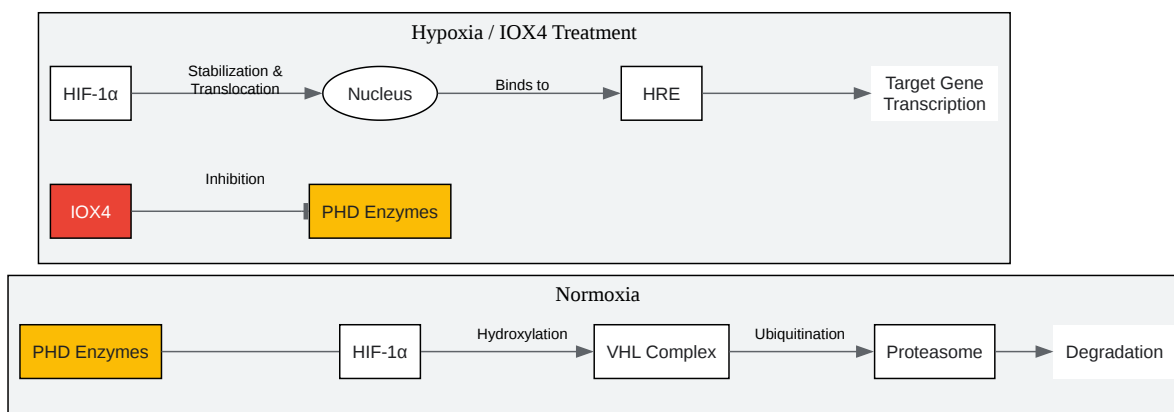 Hypoxia / IOX4 Treatment
HIF-1α
Stabilization &
Translocation
Nucleus
Binds to
HRE
Target Gene
Transcription
IOX4
Inhibition
PHD Enzymes
Normoxia
PHD Enzymes
HIF-1α
Hydroxylation
VHL Complex
Ubiquitination
Proteasome
Degradation